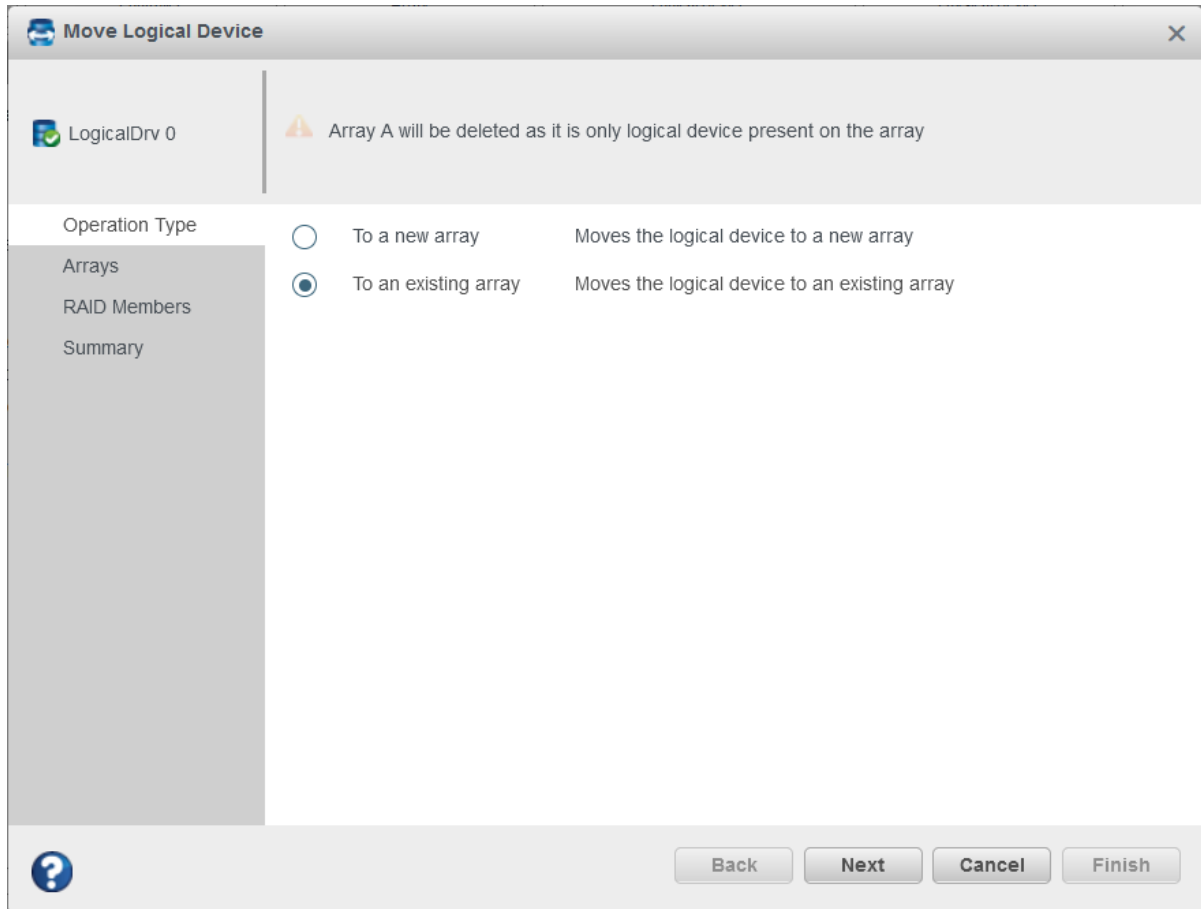 Move Logical Device
LogicalDrv 0
Array A will be deleted as it is only logical device present on the array
Operation Type
Arrays
RAID Members
Summary
To a new array Moves the logical device to a new array
To an existing array Moves the logical device to an existing array
Back Next Cancel Finish